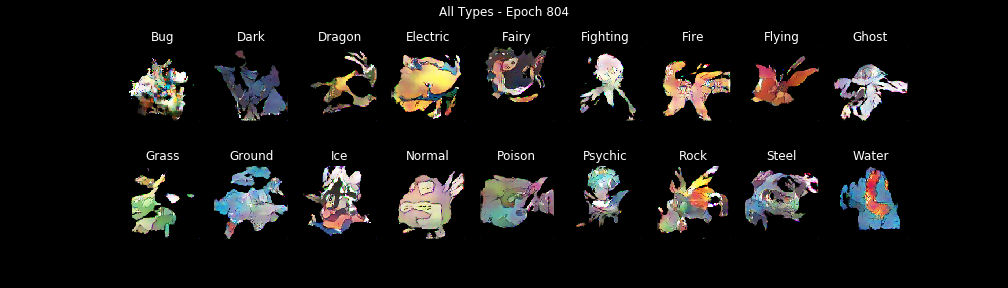 All Types - Epoch 804
Bug Dark Dragon Electric Fairy Fighting Fire Flying Ghost
Grass Ground Ice Normal Poison Psychic Rock Steel Water